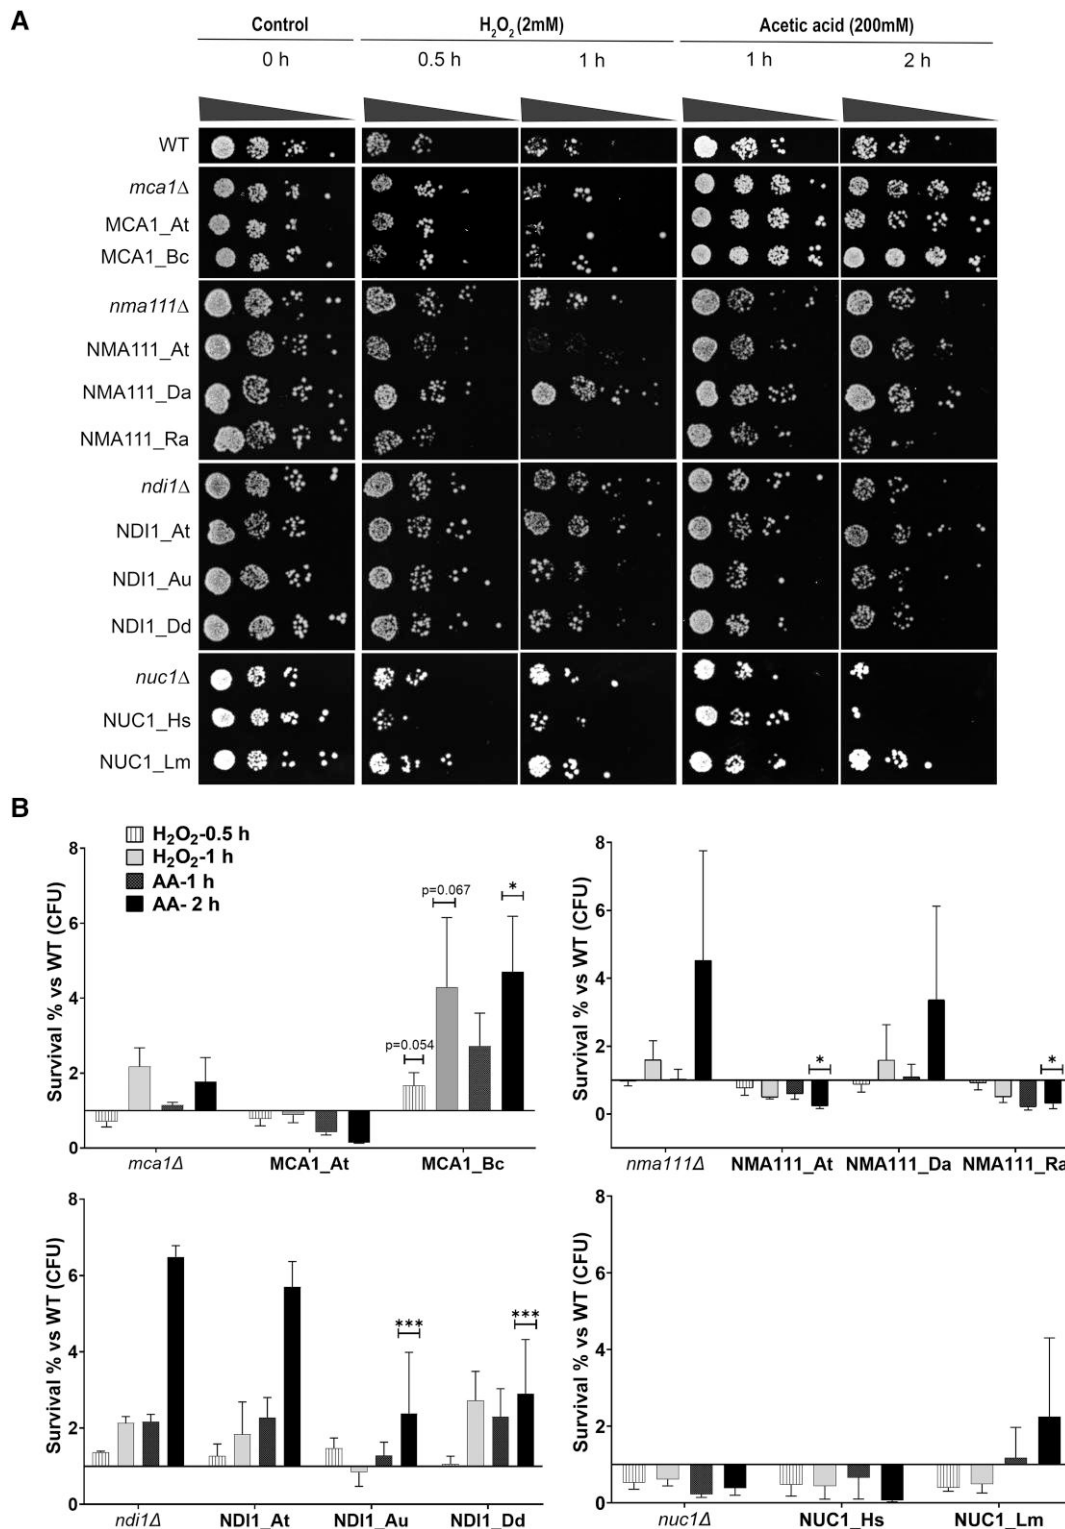 A
Control
H₂O₂ (2mM)
Acetic acid (200mM)
0 h
0.5 h
1 h
1 h
2 h
WT
mca1Δ
MCA1_At
MCA1_Bc
nma111Δ
NMA111_At
NMA111_Da
NMA111_Ra
ndi1Δ
NDI1_At
NDI1_Au
NDI1_Dd
nuc1Δ
NUC1_Hs
NUC1_Lm
B
H₂O₂-0.5 h
H₂O₂-1 h
AA-1 h
AA- 2 h
Survival % vs WT (CFU)
8
6
4
2
0
p=0.054
p=0.067
*
mca1Δ
MCA1_At
MCA1_Bc
Survival % vs WT (CFU)
8
6
4
2
0
*
*
nma111Δ
NMA111_At
NMA111_Da
NMA111_Ra
Survival % vs WT (CFU)
8
6
4
2
0
***
***
ndi1Δ
NDI1_At
NDI1_Au
NDI1_Dd
Survival % vs WT (CFU)
8
6
4
2
0
nuc1Δ
NUC1_Hs
NUC1_Lm